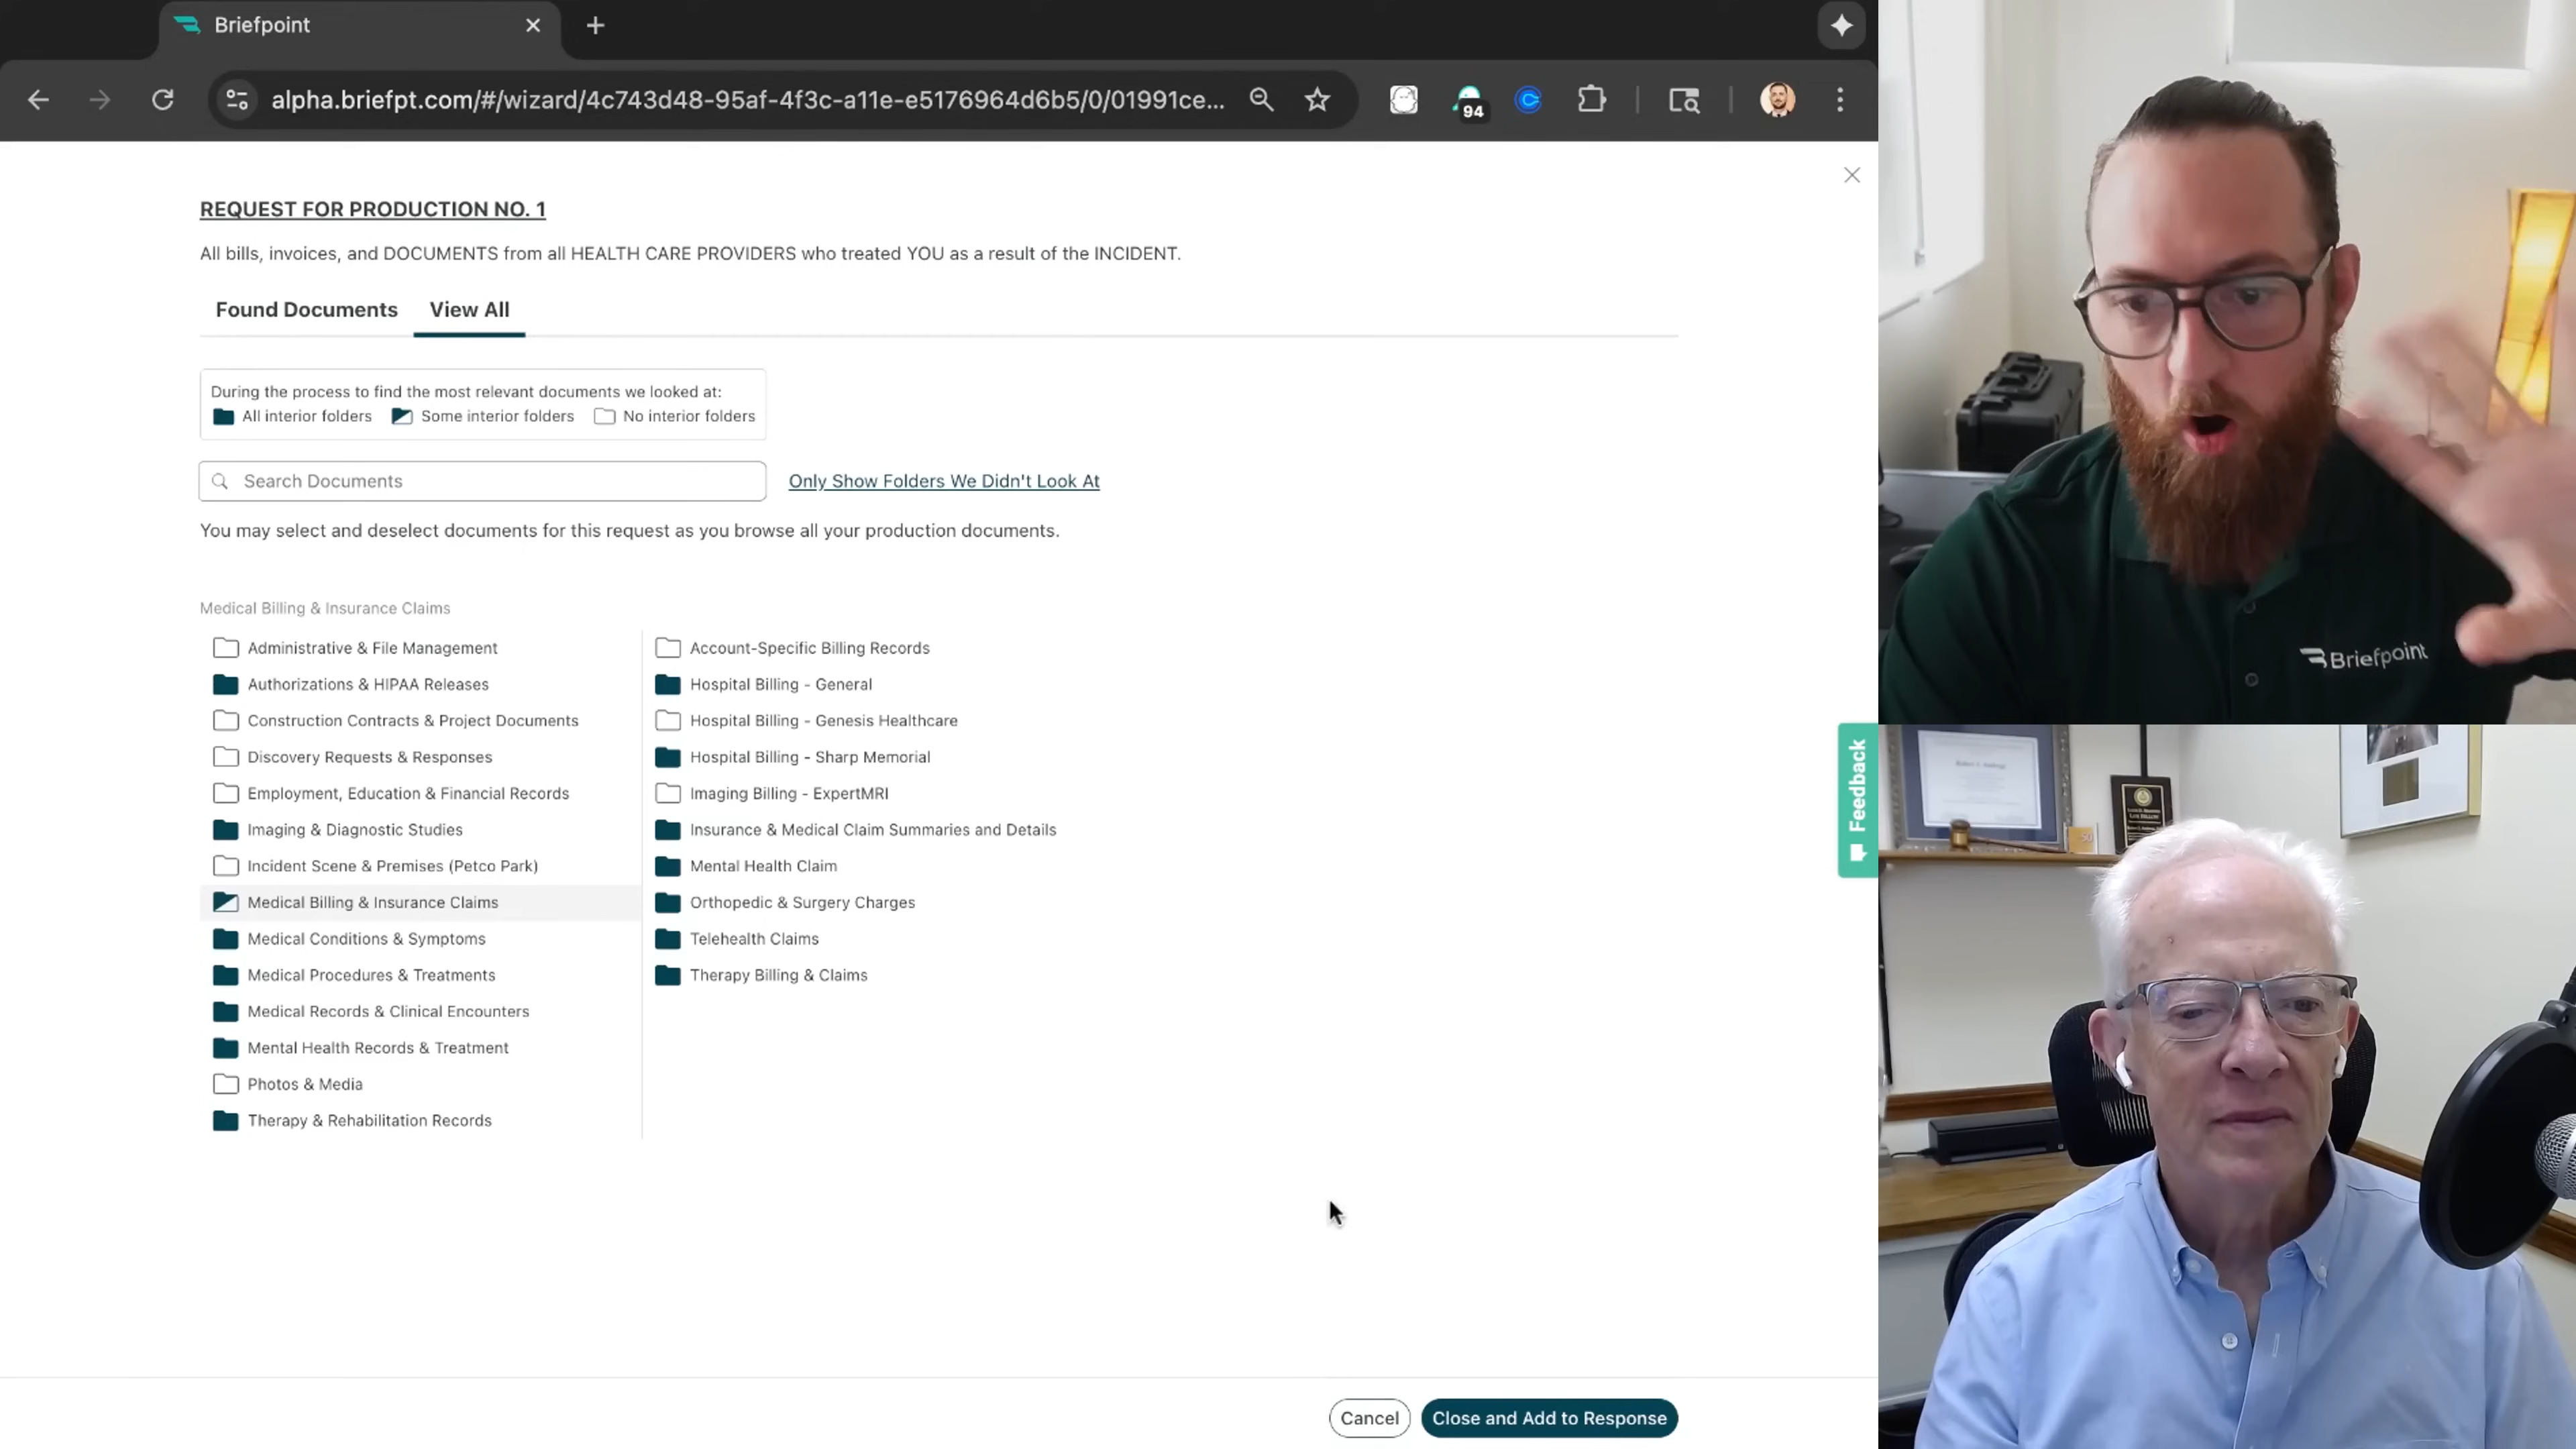 Briefpoint
alpha.briefpt.com/#/wizard/4c743d48-95af-4f3c-a11e-e5176964d6b5/0/01991ce...
94
REQUEST FOR PRODUCTION NO. 1
All bills, invoices, and DOCUMENTS from all HEALTH CARE PROVIDERS who treated YOU as a result of the INCIDENT.
Found Documents View All
During the process to find the most relevant documents we looked at:
All interior folders Some interior folders No interior folders
Search Documents Only Show Folders We Didn't Look At
You may select and deselect documents for this request as you browse all your production documents.
Medical Billing & Insurance Claims
Administrative & File Management
Authorizations & HIPAA Releases
Construction Contracts & Project Documents
Discovery Requests & Responses
Employment, Education & Financial Records
Imaging & Diagnostic Studies
Incident Scene & Premises (Petco Park)
Medical Billing & Insurance Claims
Medical Conditions & Symptoms
Medical Procedures & Treatments
Medical Records & Clinical Encounters
Mental Health Records & Treatment
Photos & Media
Therapy & Rehabilitation Records
Account-Specific Billing Records
Hospital Billing - General
Hospital Billing - Genesis Healthcare
Hospital Billing - Sharp Memorial
Imaging Billing - ExpertMRI
Insurance & Medical Claim Summaries and Details
Mental Health Claim
Orthopedic & Surgery Charges
Telehealth Claims
Therapy Billing & Claims
Feedback
Cancel Close and Add to Response
Briefpoint